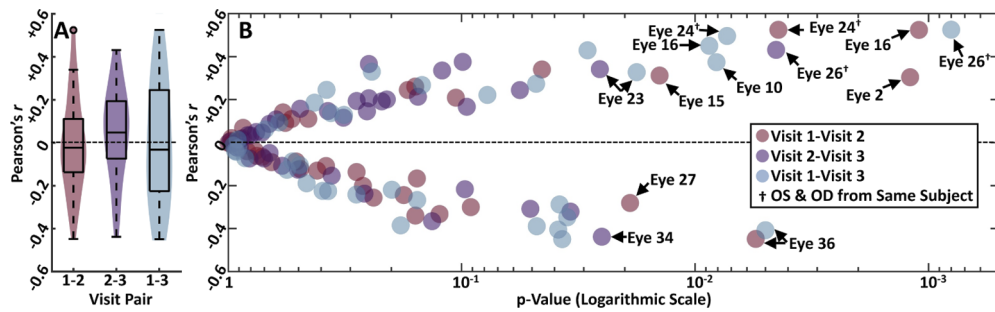 A
Pearson's r
+0.6
+0.4
+0.2
0
-0.2
-0.4
-0.6
1-2
2-3
1-3
Visit Pair
B
Pearson's r
+0.6
+0.4
+0.2
0
-0.2
-0.4
-0.6
Eye 24†
Eye 16
Eye 23
Eye 15
Eye 10
Eye 24†
Eye 26†
Eye 16
Eye 2
Eye 26†
Visit 1-Visit 2
Visit 2-Visit 3
Visit 1-Visit 3
† OS & OD from Same Subject
Eye 27
Eye 34
Eye 36
1
10⁻¹
10⁻²
10⁻³
p-Value (Logarithmic Scale)